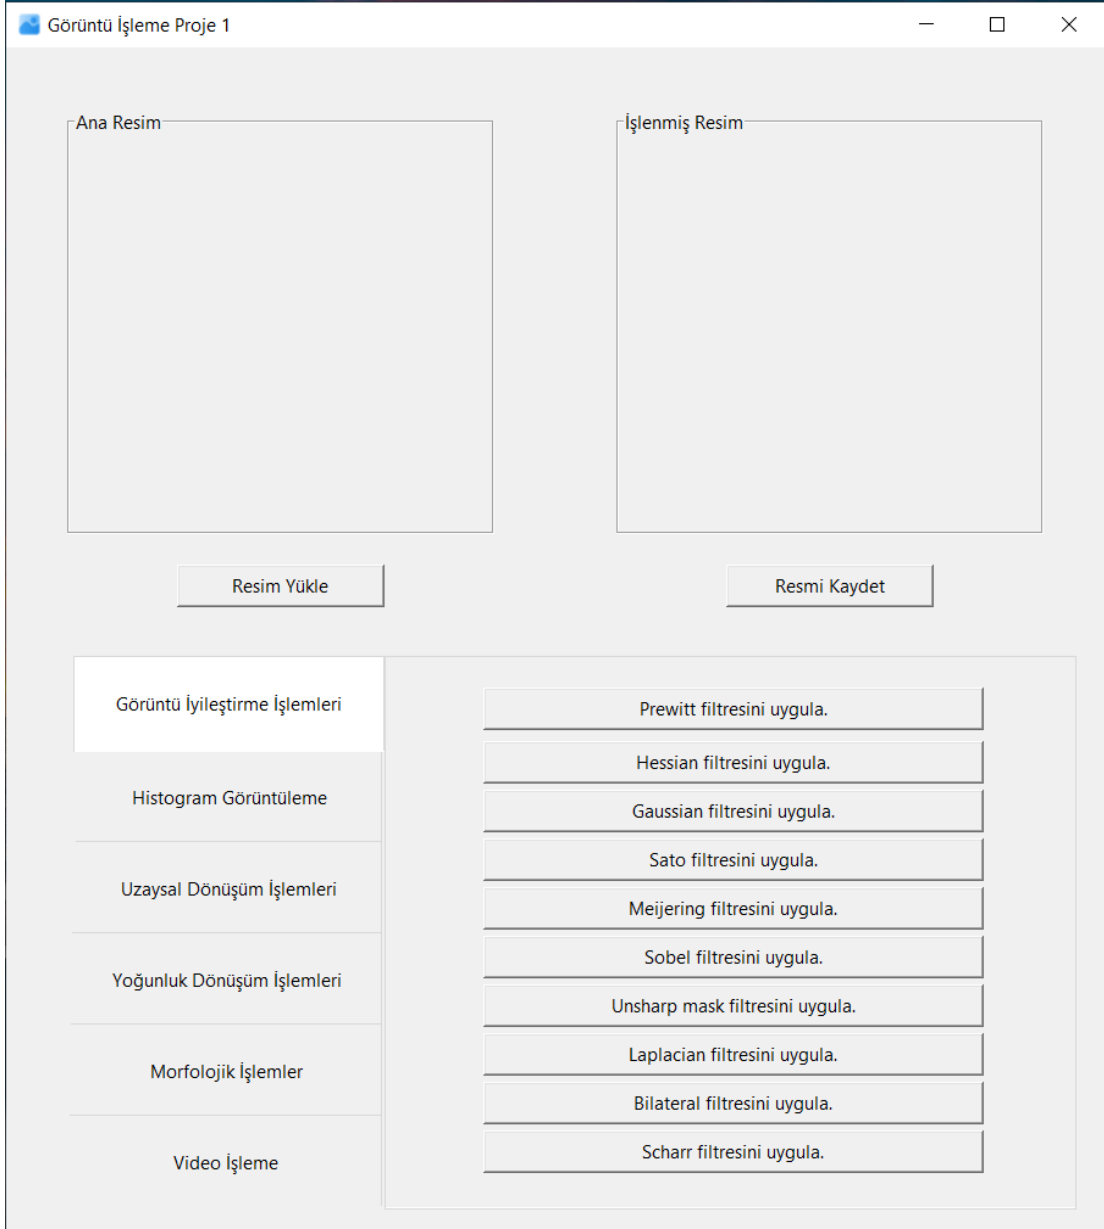 Görüntü İşleme Proje 1
Ana Resim
İşlenmiş Resim
Resim Yükle
Resmi Kaydet
Görüntü İyileştirme İşlemleri
Histogram Görüntüleme
Uzaysal Dönüşüm İşlemleri
Yoğunluk Dönüşüm İşlemleri
Morfolojik İşlemler
Video İşleme
Prewitt filtresini uygula.
Hessian filtresini uygula.
Gaussian filtresini uygula.
Sato filtresini uygula.
Meijering filtresini uygula.
Sobel filtresini uygula.
Unsharp mask filtresini uygula.
Laplacian filtresini uygula.
Bilateral filtresini uygula.
Scharr filtresini uygula.